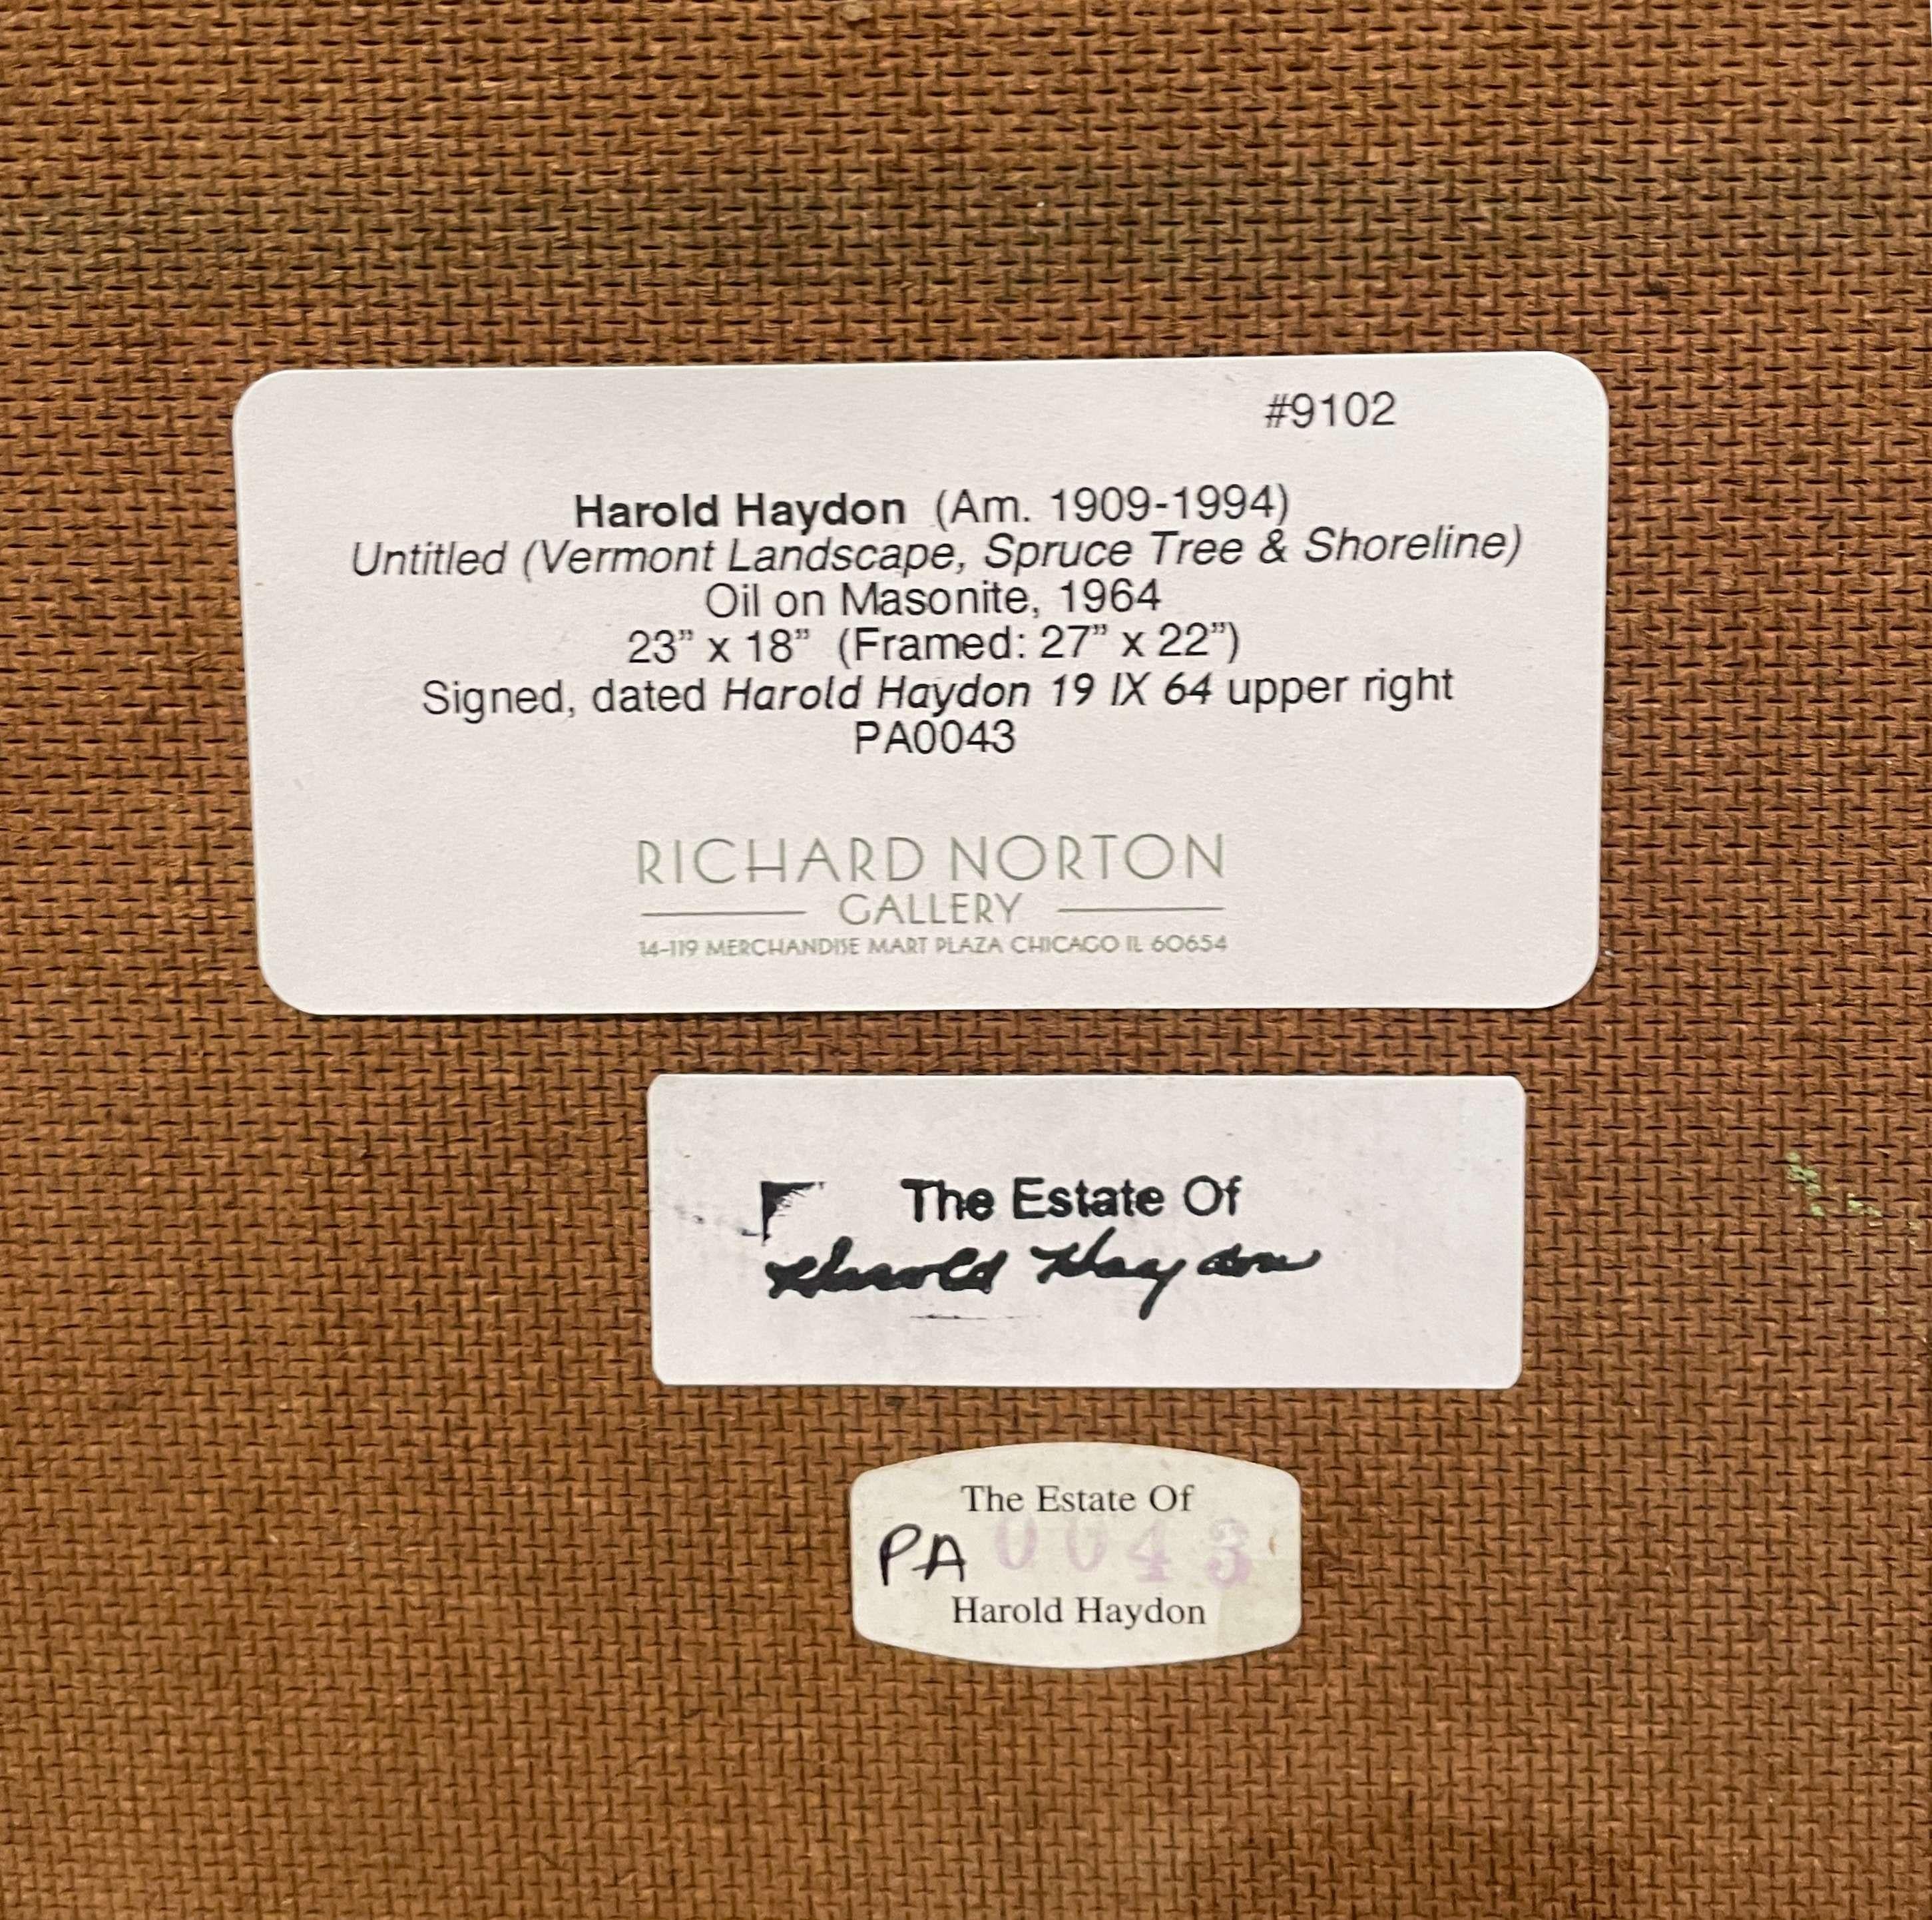 #9102
Harold Haydon (Am. 1909-1994)
Untitled (Vermont Landscape, Spruce Tree & Shoreline)
Oil on Masonite, 1964
23” x 18” (Framed: 27” x 22”)
Signed, dated Harold Haydon 19 IX 64 upper right
PA0043
RICHARD NORTON
GALLERY
14-119 MERCHANDISE MART PLAZA CHICAGO IL 60654
The Estate Of
Harold Haydon
The Estate Of
PA 0043
Harold Haydon